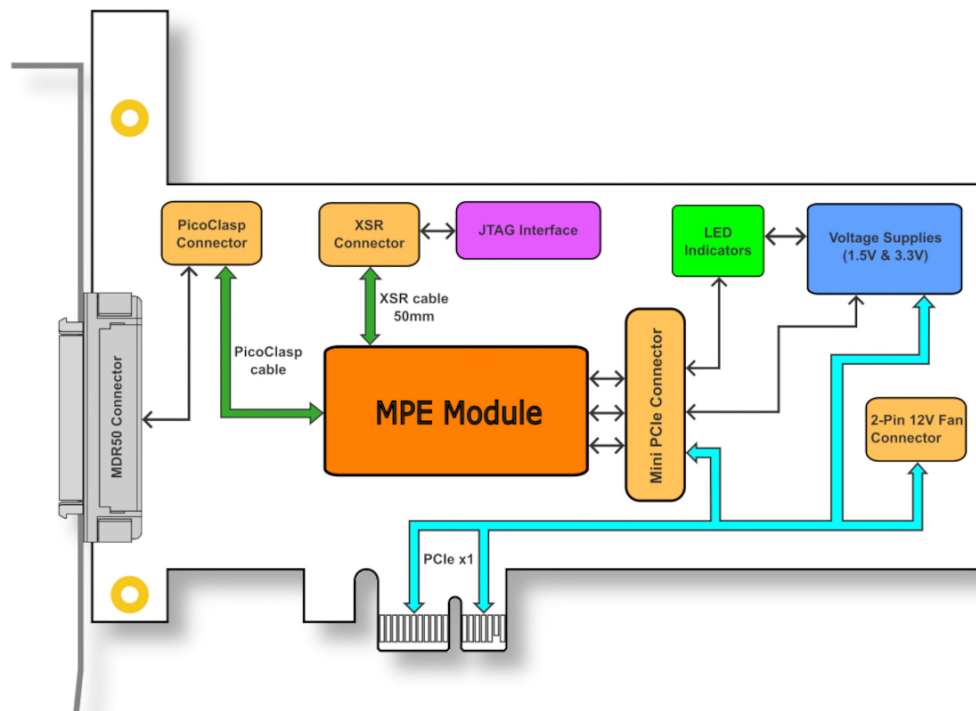 PicoClasp
Connector
XSR
Connector
JTAG Interface
LED
Indicators
Voltage Supplies
(1.5V & 3.3V)
XSR cable
50mm
PicoClasp
cable
MDR50 Connector
MPE Module
Mini PCIe Connector
2-Pin 12V Fan
Connector
PCIe x1